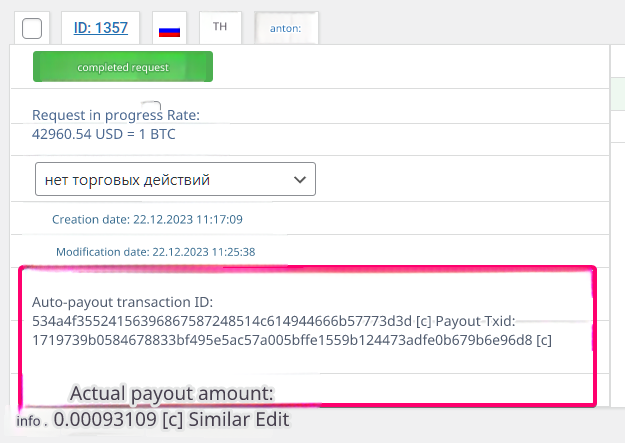 ID: 1357
TH
anton:
completed request
Request in progress Rate:
42960.54 USD = 1 BTC
нет торговых действий
Creation date: 22.12.2023 11:17:09
Modification date: 22.12.2023 11:25:38
Auto-payout transaction ID:
534a4f35524156396867587248514c614944666b57773d3d [c] Payout Txid:
1719739b0584678833bf495e5ac57a005bffe1559b124473adfe0b679b6e96d8 [c]
Actual payout amount:
info . 0.00093109 [c] Similar Edit